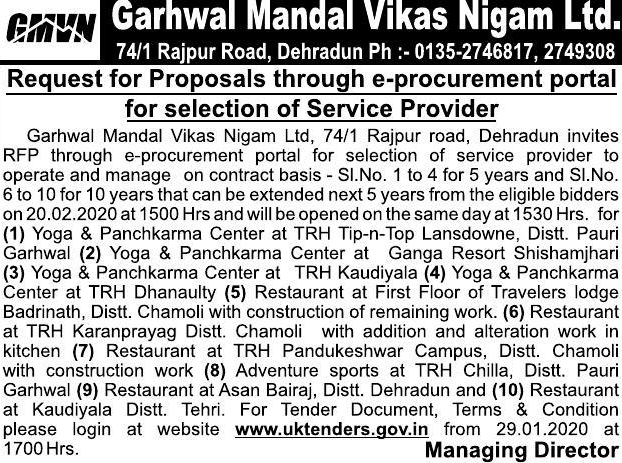 GMVN
Garhwal Mandal Vikas Nigam Ltd.
74/1 Rajpur Road, Dehradun Ph :- 0135-2746817, 2749308
Request for Proposals through e-procurement portal
for selection of Service Provider
Garhwal Mandal Vikas Nigam Ltd, 74/1 Rajpur road, Dehradun invites
RFP through e-procurement portal for selection of service provider to
operate and manage on contract basis - Sl.No. 1 to 4 for 5 years and Sl.No.
6 to 10 for 10 years that can be extended next 5 years from the eligible bidders
on 20.02.2020 at 1500 Hrs and will be opened on the same day at 1530 Hrs. for
(1) Yoga & Panchkarma Center at TRH Tip-n-Top Lansdowne, Distt. Pauri
Garhwal (2) Yoga & Panchkarma Center at Ganga Resort Shishamjhari
(3) Yoga & Panchkarma Center at TRH Kaudiyala (4) Yoga & Panchkarma
Center at TRH Dhanaulty (5) Restaurant at First Floor of Travelers lodge
Badrinath, Distt. Chamoli with construction of remaining work. (6) Restaurant
at TRH Karanprayag Distt. Chamoli with addition and alteration work in
kitchen (7) Restaurant at TRH Pandukeshwar Campus, Distt. Chamoli
with construction work (8) Adventure sports at TRH Chilla, Distt. Pauri
Garhwal (9) Restaurant at Asan Bairaj, Distt. Dehradun and (10) Restaurant
at Kaudiyala Distt. Tehri. For Tender Document, Terms & Condition
please login at website www.uktenders.gov.in from 29.01.2020 at
1700 Hrs. Managing Director